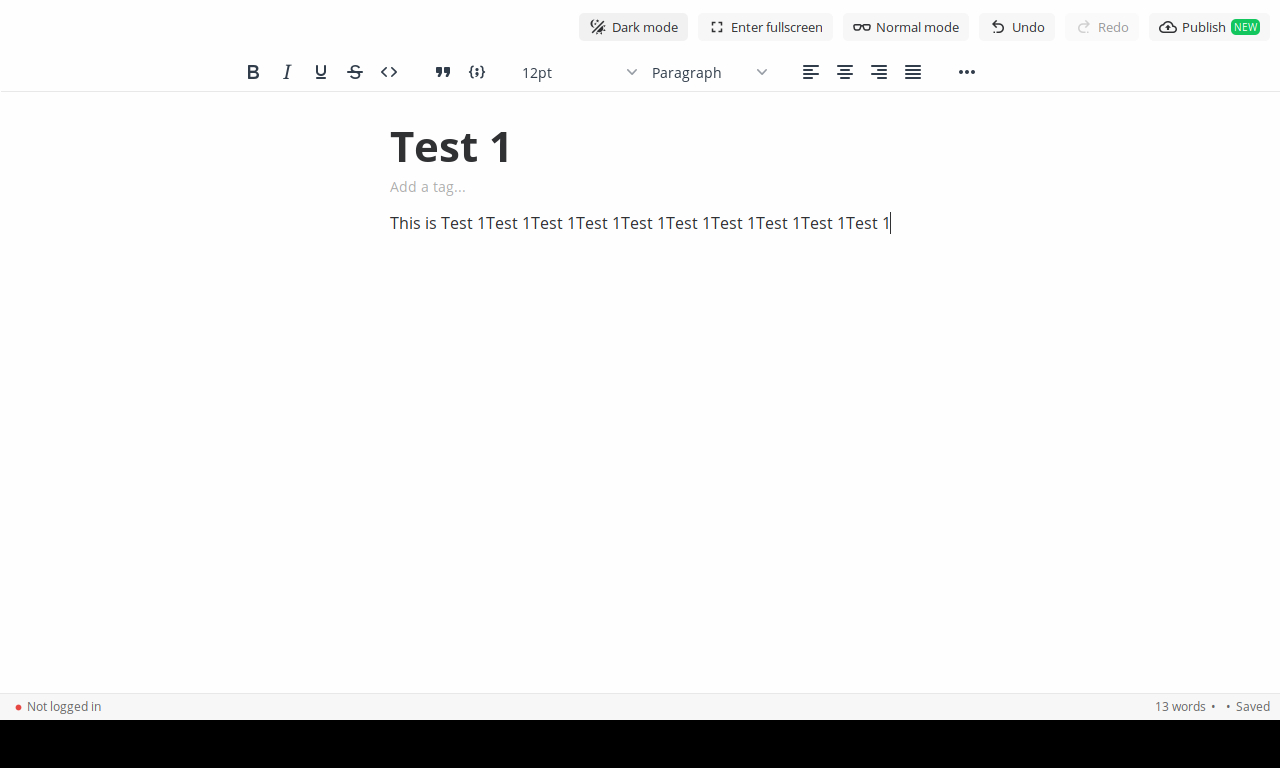 Dark mode Enter fullscreen Normal mode Undo Redo Publish NEW
B I U S <> 12pt Paragraph
Test 1
Add a tag...
This is Test 1Test 1Test 1Test 1Test 1Test 1Test 1Test 1Test 1Test 1
Not logged in 13 words • • Saved